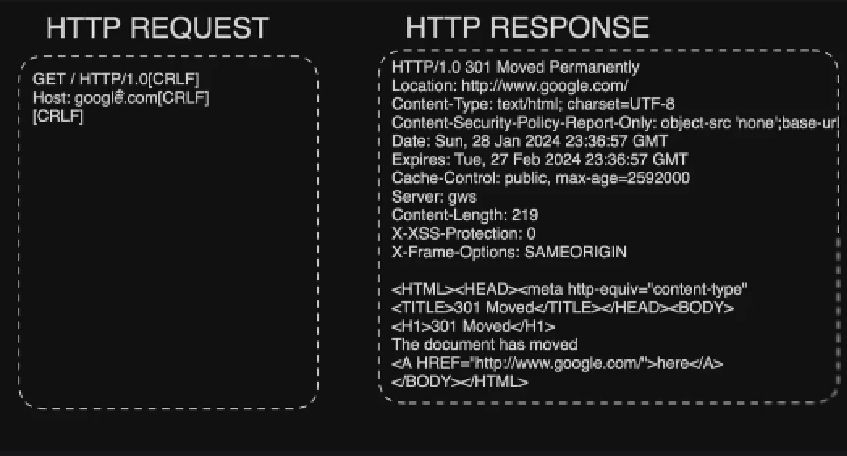 HTTP REQUEST
GET / HTTP/1.0[CRLF]
Host: google.com[CRLF]
[CRLF]
HTTP RESPONSE
HTTP/1.0 301 Moved Permanently
Location: http://www.google.com/
Content-Type: text/html; charset=UTF-8
Content-Security-Policy-Report-Only: object-src 'none';base-uri
Date: Sun, 28 Jan 2024 23:36:57 GMT
Expires: Tue, 27 Feb 2024 23:36:57 GMT
Cache-Control: public, max-age=2592000
Server: gws
Content-Length: 219
X-XSS-Protection: 0
X-Frame-Options: SAMEORIGIN
<HTML><HEAD><meta http-equiv="content-type"
<TITLE>301 Moved</TITLE></HEAD><BODY>
<H1>301 Moved</H1>
The document has moved
<A HREF="http://www.google.com/">here</A>
</BODY></HTML>